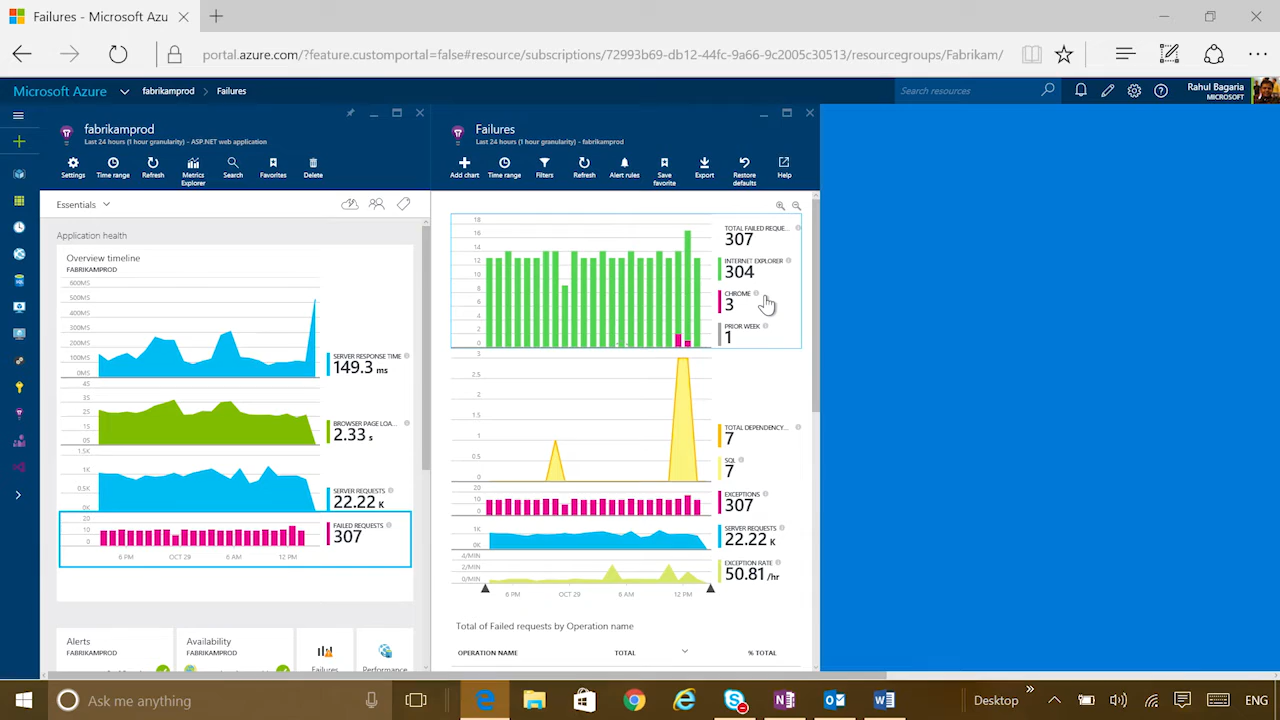 Failures - Microsoft Azu
portal.azure.com/?feature.customportal=false#resource/subscriptions/72993b69-db12-44fc-9a66-9c2005c30513/resourcegroups/Fabrikam/
Microsoft Azure
fabrikamprod
Failures
Search resources
Rahul Bagaria
MICROSOFT
fabrikamprod
Last 24 hours (1 hour granularity) - ASP.NET web application
Settings
Time range
Refresh
Metrics
Explorer
Search
Favorites
Delete
Essentials
Application health
Overview timeline
FABRIKAMPROD
600MS
500MS
400MS
300MS
200MS
100MS
0MS
SERVER RESPONSE TIME
149.3 ms
4S
3S
2S
1S
0S
BROWSER PAGE LOA...
2.33 s
1.5K
1K
0.5K
0K
SERVER REQUESTS
22.22 K
20
10
0
FAILED REQUESTS
307
6 PM
OCT 29
6 AM
12 PM
Alerts
FABRIKAMPROD
Availability
FABRIKAMPROD
Failures
Performance
Failures
Last 24 hours (1 hour granularity) - fabrikamprod
Add chart
Time range
Filters
Refresh
Alert rules
Save
favorite
Export
Restore
defaults
Help
18
16
14
12
10
8
6
4
2
0
TOTAL FAILED REQUE...
307
INTERNET EXPLORER
304
CHROME
3
PRIOR WEEK
1
3
2.5
2
1.5
1
0.5
0
TOTAL DEPENDENCY...
7
SQL
7
20
10
0
EXCEPTIONS
307
1K
0K
SERVER REQUESTS
22.22 K
4/MIN
2/MIN
0/MIN
EXCEPTION RATE
50.81 /hr
6 PM
OCT 29
6 AM
12 PM
Total of Failed requests by Operation name
OPERATION NAME
TOTAL
% TOTAL
Ask me anything
Desktop
ENG